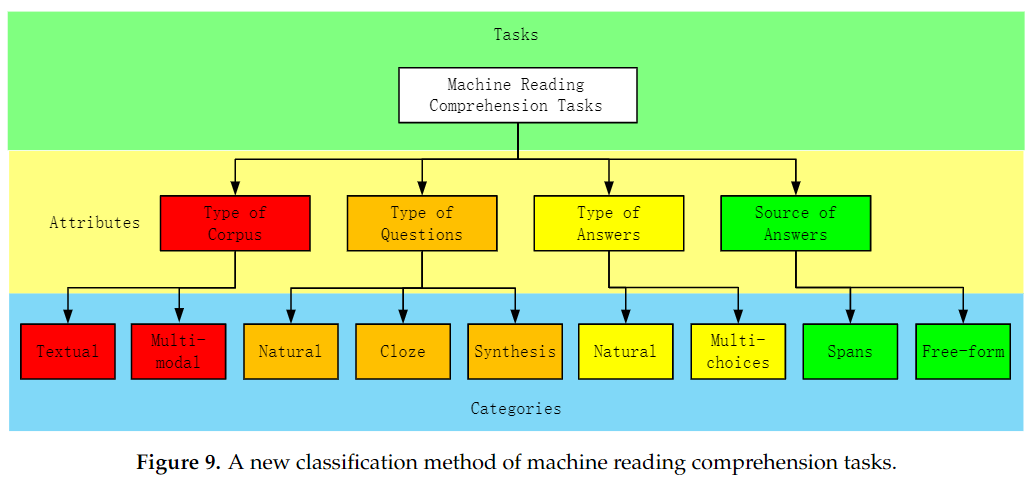 Tasks
Machine Reading
Comprehension Tasks
Attributes
Type of
Corpus
Type of
Questions
Type of
Answers
Source of
Answers
Textual
Multi-
modal
Natural
Cloze
Synthesis
Natural
Multi-
choices
Spans
Free-form
Categories
Figure 9. A new classification method of machine reading comprehension tasks.